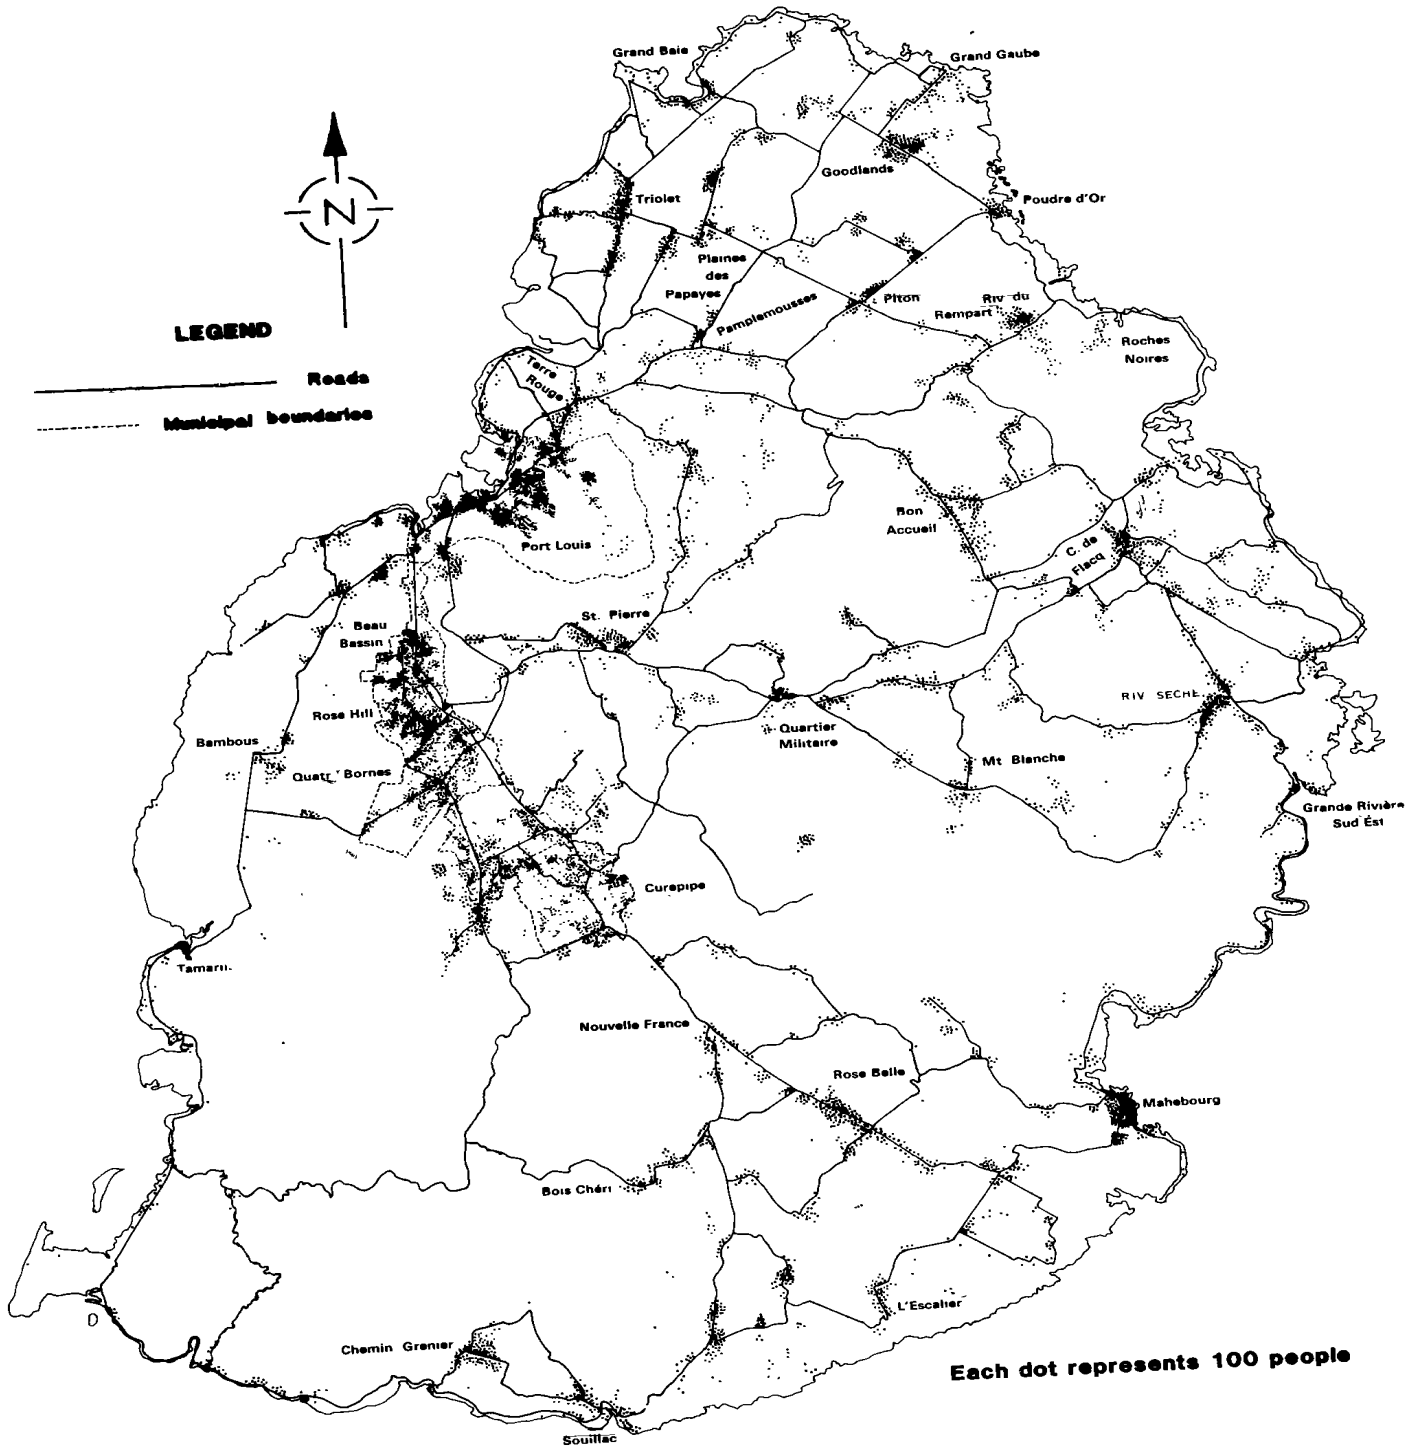 Grand Baie
Grand Gaube
N
Goodlands
Triolet
Poudre d'Or
Plaines
des
Papayes
Pamplemousses
Piton
Riv du
Rempart
Roches
Noires
LEGEND
Roads
Municipal boundaries
Terre
Rouge
Bon
Accueil
Port Louis
C. de
Flacq
St. Pierre
Beau
Bassin
RIV SECHE
Rose Hill
Bambous
Quartier
Militaire
Quatr Bornes
Mt Blanche
Grande Rivière
Sud Est
Curepipe
Tamarin
Nouvelle France
Rose Belle
Mahebourg
Bois Chéri
L'Escalier
D
Chemin Grenier
Each dot represents 100 people
Souillac